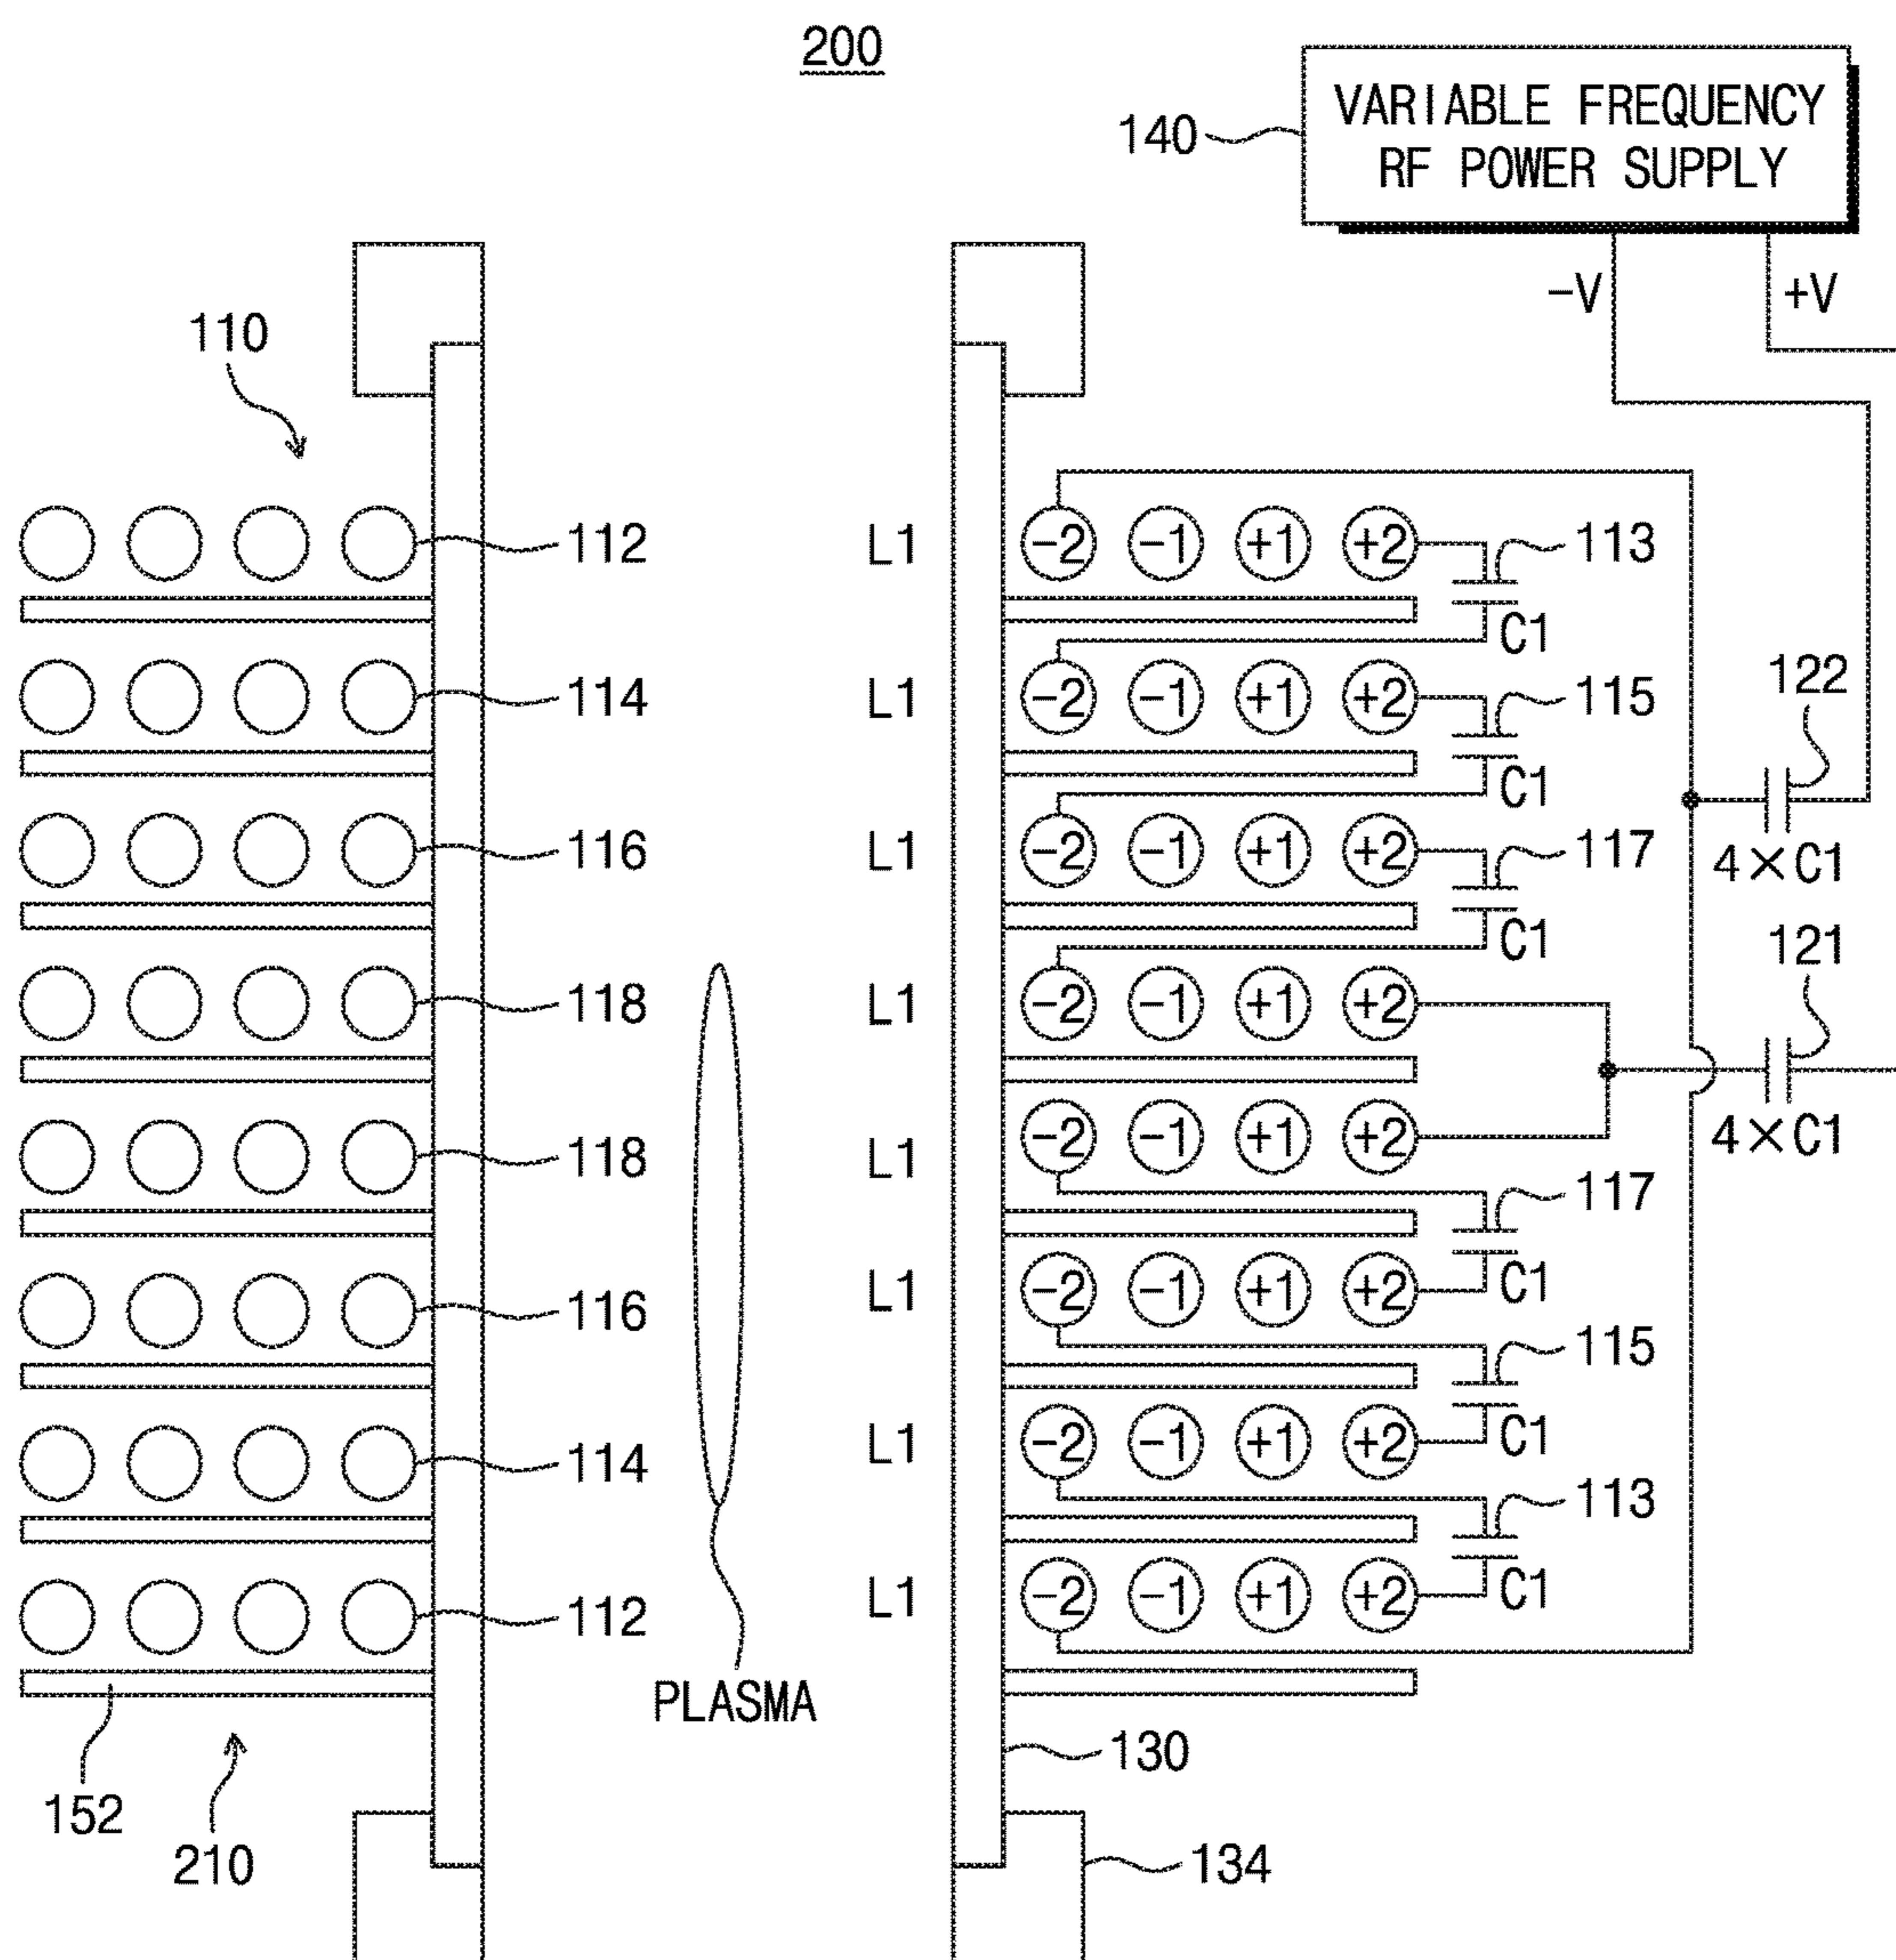 200
VARIABLE FREQUENCY
RF POWER SUPPLY
140
-V
+V
110
112
L1
-2 -1 +1 +2
113
C1
114
L1
-2 -1 +1 +2
115
C1
122
4×C1
116
L1
-2 -1 +1 +2
117
C1
121
4×C1
118
L1
-2 -1 +1 +2
118
L1
-2 -1 +1 +2
117
C1
116
L1
-2 -1 +1 +2
115
C1
114
L1
-2 -1 +1 +2
113
C1
112
L1
-2 -1 +1 +2
PLASMA
130
152
210
134